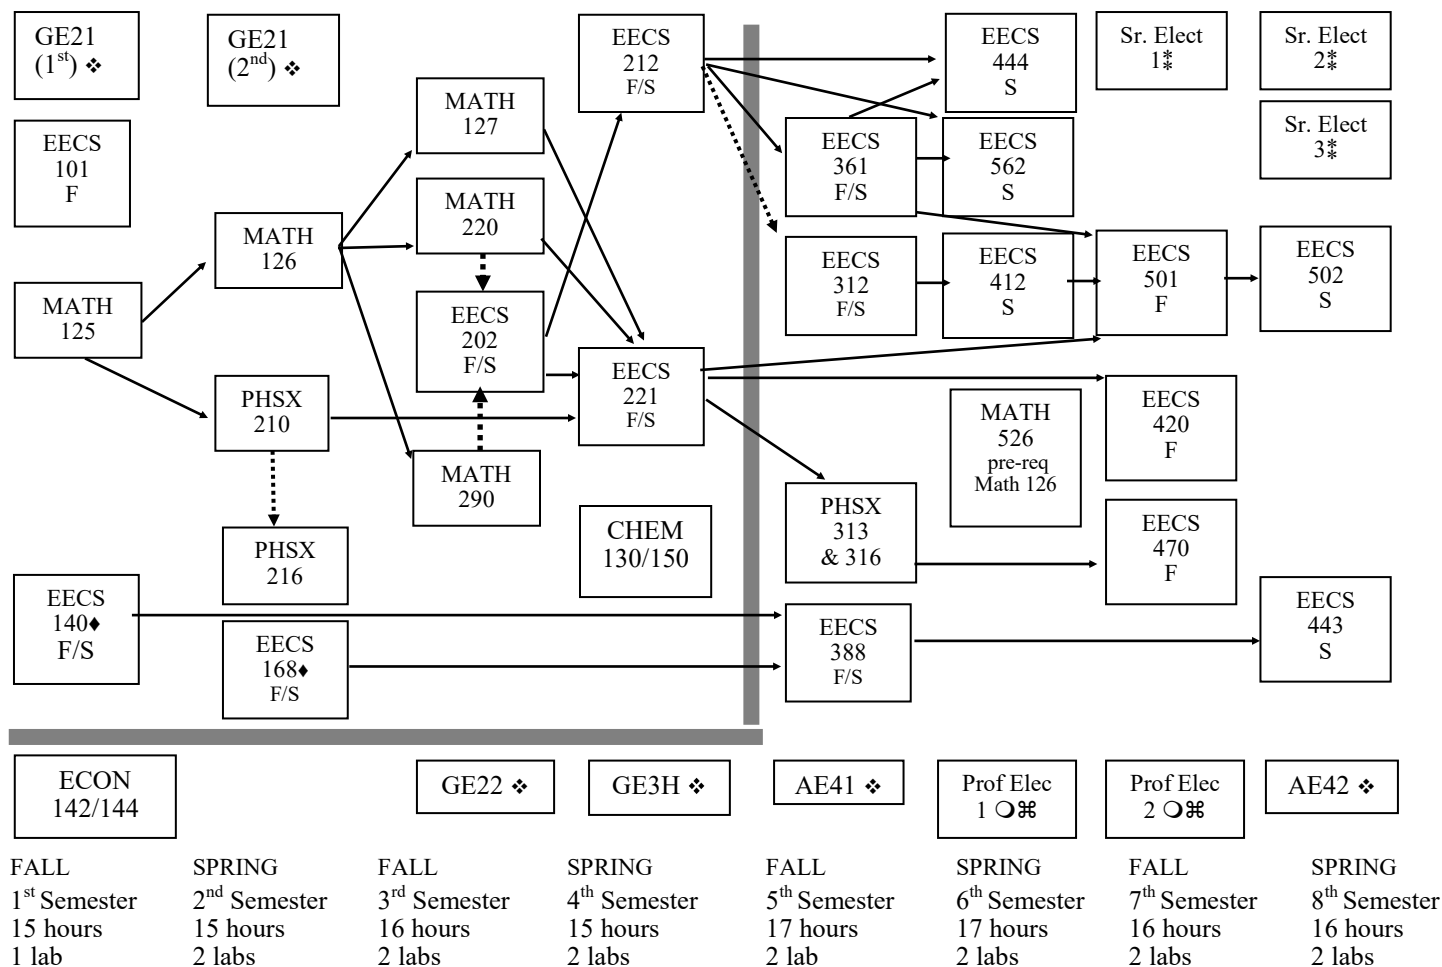 GE21
(1st) ❖
GE21
(2nd) ❖
EECS
212
F/S
EECS
444
S
Sr. Elect
1⁑
Sr. Elect
2⁑
EECS
101
F
MATH
127
EECS
361
F/S
EECS
562
S
Sr. Elect
3⁑
MATH
126
MATH
220
EECS
312
F/S
EECS
412
S
EECS
501
F
EECS
502
S
MATH
125
EECS
202
F/S
EECS
221
F/S
PHSX
210
MATH
526
pre-req
Math 126
EECS
420
F
MATH
290
PHSX
216
CHEM
130/150
PHSX
313
& 316
EECS
470
F
EECS
140♦
F/S
EECS
168♦
F/S
EECS
388
F/S
EECS
443
S
ECON
142/144
GE22 ❖
GE3H ❖
AE41 ❖
Prof Elec
1 ❍⌘
Prof Elec
2 ❍⌘
AE42 ❖
FALL
1st Semester
15 hours
1 lab
SPRING
2nd Semester
15 hours
2 labs
FALL
3rd Semester
16 hours
2 labs
SPRING
4th Semester
15 hours
2 labs
FALL
5th Semester
17 hours
2 lab
SPRING
6th Semester
17 hours
2 labs
FALL
7th Semester
16 hours
2 labs
SPRING
8th Semester
16 hours
2 labs